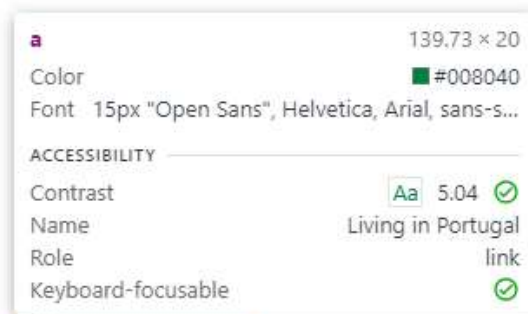 a 139.73 × 20
Color #008040
Font 15px "Open Sans", Helvetica, Arial, sans-s...
ACCESSIBILITY
Contrast Aa 5.04
Name Living in Portugal
Role link
Keyboard-focusable